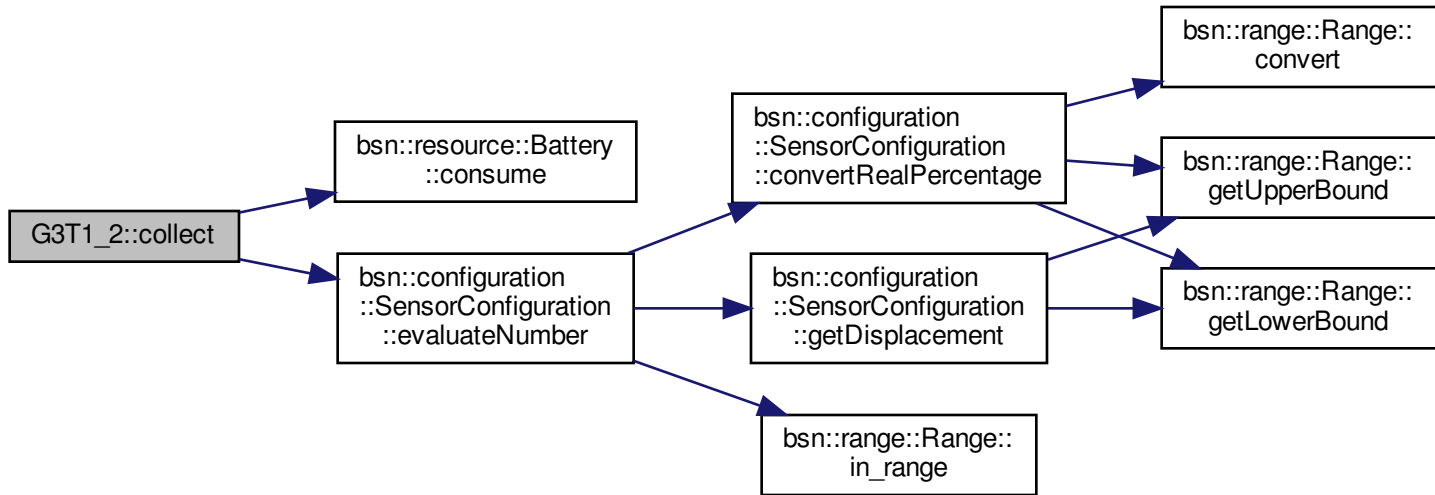 G3T1_2::collect
bsn::resource::Battery
::consume
bsn::configuration
::SensorConfiguration
::evaluateNumber
bsn::configuration
::SensorConfiguration
::convertRealPercentage
bsn::configuration
::SensorConfiguration
::getDisplacement
bsn::range::Range::
in_range
bsn::range::Range::
convert
bsn::range::Range::
getUpperBound
bsn::range::Range::
getLowerBound